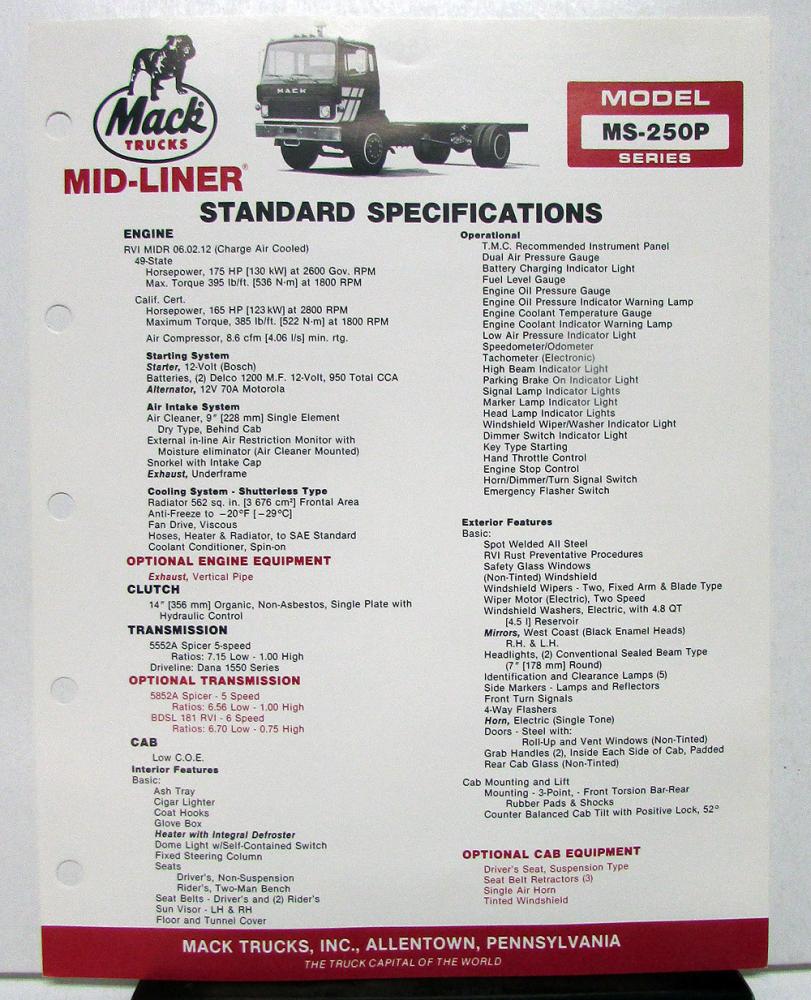 Mack
TRUCKS
MID-LINER®
MACK
MODEL
MS-250P
SERIES
STANDARD SPECIFICATIONS
ENGINE
RVI MIDR 06.02.12 (Charge Air Cooled)
49-State
Horsepower, 175 HP [130 kW] at 2600 Gov. RPM
Max. Torque 395 lb/ft. [536 N·m] at 1800 RPM
Calif. Cert.
Horsepower, 165 HP [123 kW] at 2800 RPM
Maximum Torque, 385 lb/ft. [522 N·m] at 1800 RPM
Air Compressor, 8.6 cfm [4.06 l/s] min. rtg.
Starting System
Starter, 12-Volt (Bosch)
Batteries, (2) Delco 1200 M.F. 12-Volt, 950 Total CCA
Alternator, 12V 70A Motorola
Air Intake System
Air Cleaner, 9″ [228 mm] Single Element
Dry Type, Behind Cab
External in-line Air Restriction Monitor with
Moisture eliminator (Air Cleaner Mounted)
Snorkel with Intake Cap
Exhaust, Underframe
Cooling System - Shutterless Type
Radiator 562 sq. in. [3 676 cm²] Frontal Area
Anti-Freeze to −20°F [−29°C]
Fan Drive, Viscous
Hoses, Heater & Radiator, to SAE Standard
Coolant Conditioner, Spin-on
OPTIONAL ENGINE EQUIPMENT
Exhaust, Vertical Pipe
CLUTCH
14″ [356 mm] Organic, Non-Asbestos, Single Plate with
Hydraulic Control
TRANSMISSION
5552A Spicer 5-speed
Ratios: 7.15 Low - 1.00 High
Driveline: Dana 1550 Series
OPTIONAL TRANSMISSION
5852A Spicer - 5 Speed
Ratios: 6.56 Low - 1.00 High
BDSL 181 RVI - 6 Speed
Ratios: 6.70 Low - 0.75 High
CAB
Low C.O.E.
Interior Features
Basic:
Ash Tray
Cigar Lighter
Coat Hooks
Glove Box
Heater with Integral Defroster
Dome Light w/Self-Contained Switch
Fixed Steering Column
Seats
Driver's, Non-Suspension
Rider's, Two-Man Bench
Seat Belts - Driver's and (2) Rider's
Sun Visor - LH & RH
Floor and Tunnel Cover
Operational
T.M.C. Recommended Instrument Panel
Dual Air Pressure Gauge
Battery Charging Indicator Light
Fuel Level Gauge
Engine Oil Pressure Gauge
Engine Oil Pressure Indicator Warning Lamp
Engine Coolant Temperature Gauge
Engine Coolant Indicator Warning Lamp
Low Air Pressure Indicator Light
Speedometer/Odometer
Tachometer (Electronic)
High Beam Indicator Light
Parking Brake On Indicator Light
Signal Lamp Indicator Lights
Marker Lamp Indicator Light
Head Lamp Indicator Lights
Windshield Wiper/Washer Indicator Light
Dimmer Switch Indicator Light
Key Type Starting
Hand Throttle Control
Engine Stop Control
Horn/Dimmer/Turn Signal Switch
Emergency Flasher Switch
Exterior Features
Basic:
Spot Welded All Steel
RVI Rust Preventative Procedures
Safety Glass Windows
(Non-Tinted) Windshield
Windshield Wipers - Two, Fixed Arm & Blade Type
Wiper Motor (Electric), Two Speed
Windshield Washers, Electric, with 4.8 QT
[4.5 l] Reservoir
Mirrors, West Coast (Black Enamel Heads)
R.H. & L.H.
Headlights, (2) Conventional Sealed Beam Type
(7″ [178 mm] Round)
Identification and Clearance Lamps (5)
Side Markers - Lamps and Reflectors
Front Turn Signals
4-Way Flashers
Horn, Electric (Single Tone)
Doors - Steel with:
Roll-Up and Vent Windows (Non-Tinted)
Grab Handles (2), Inside Each Side of Cab, Padded
Rear Cab Glass (Non-Tinted)
Cab Mounting and Lift
Mounting - 3-Point, - Front Torsion Bar-Rear
Rubber Pads & Shocks
Counter Balanced Cab Tilt with Positive Lock, 52°
OPTIONAL CAB EQUIPMENT
Driver's Seat, Suspension Type
Seat Belt Retractors (3)
Single Air Horn
Tinted Windshield
MACK TRUCKS, INC., ALLENTOWN, PENNSYLVANIA
THE TRUCK CAPITAL OF THE WORLD